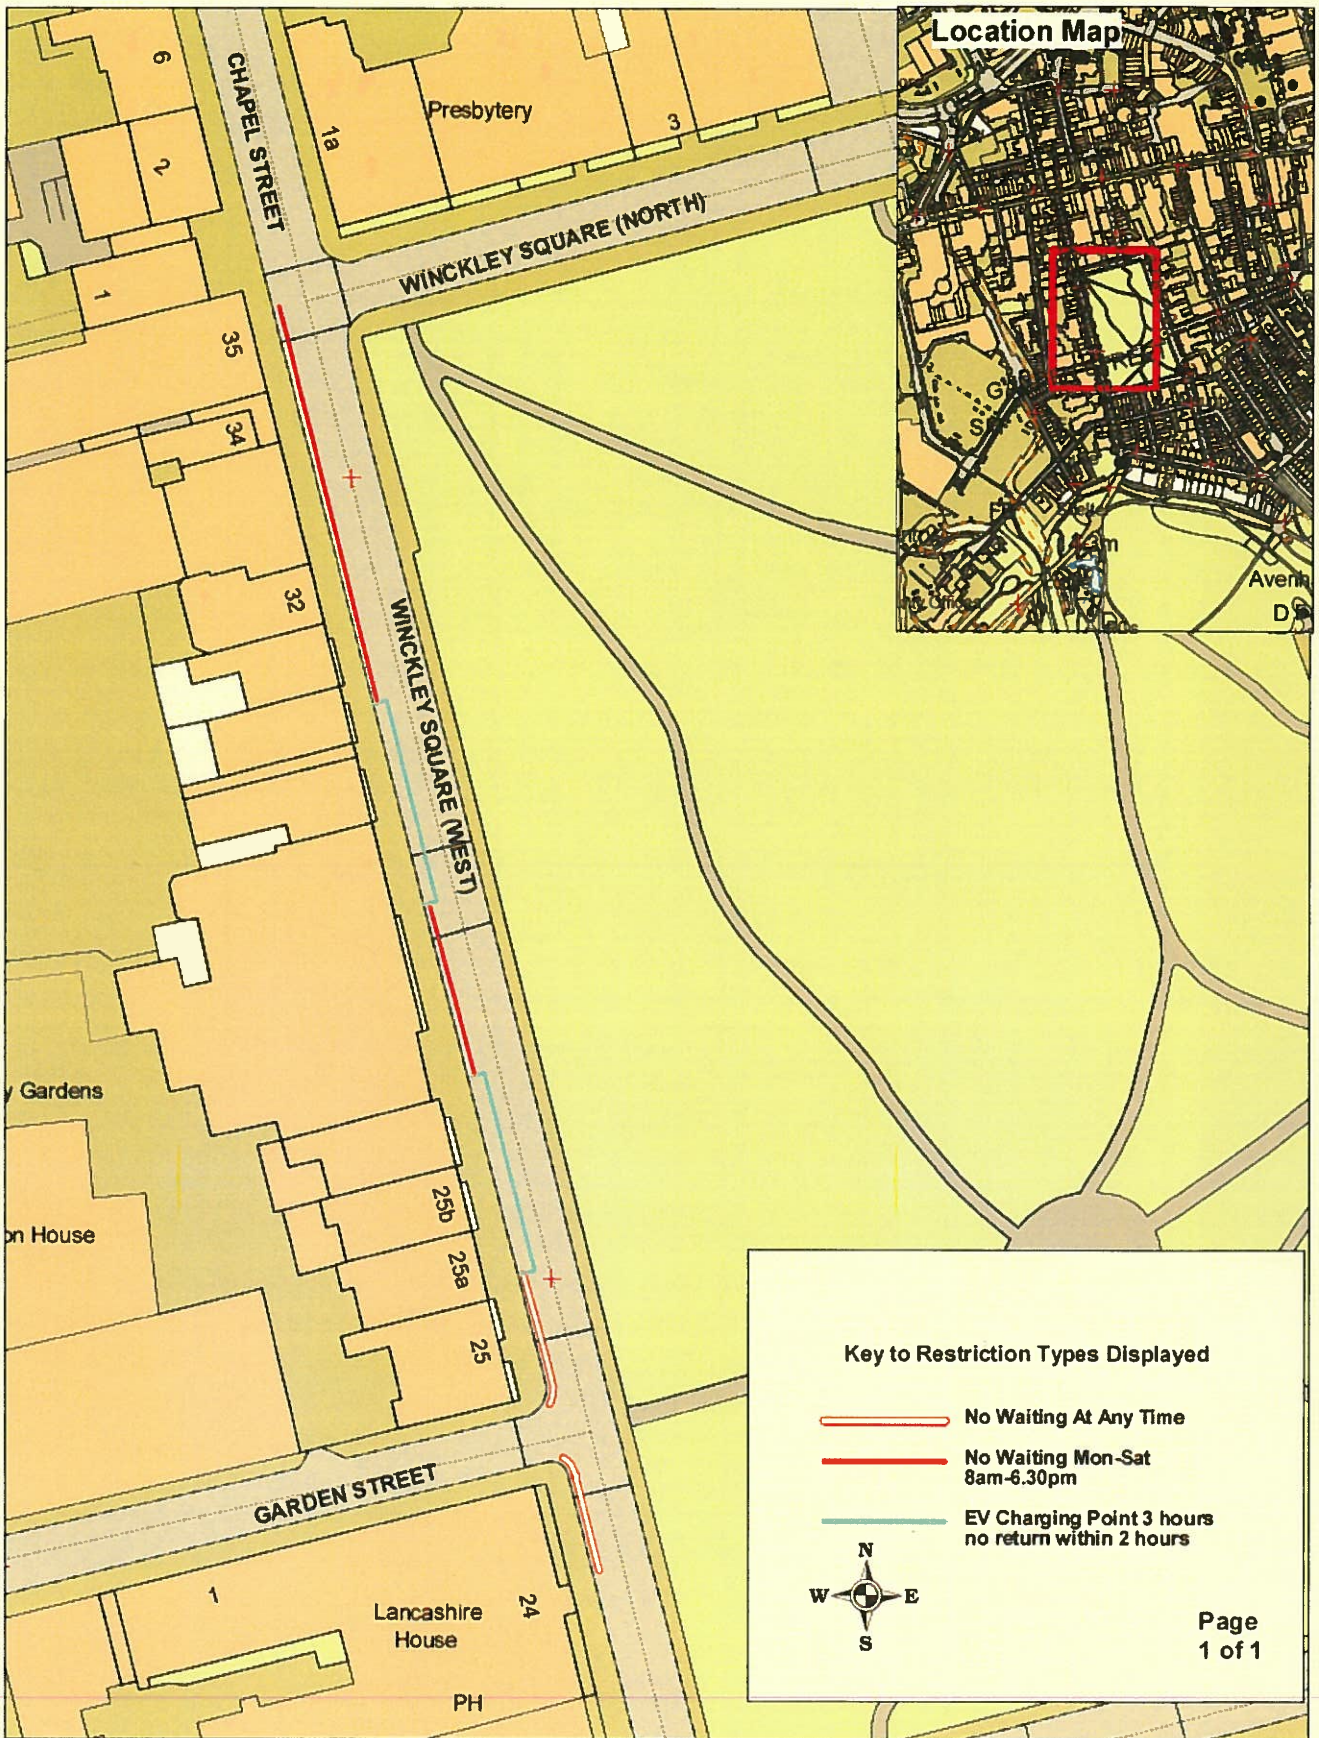 Location Map
CHAPEL STREET
6
2
1
1a
Presbytery
3
WINCKLEY SQUARE (NORTH)
35
34
32
WINCKLEY SQUARE (WEST)
y Gardens
on House
25b
25a
25
GARDEN STREET
1
Lancashire
House
24
PH
Avenh
Key to Restriction Types Displayed
No Waiting At Any Time
No Waiting Mon-Sat
8am-6.30pm
EV Charging Point 3 hours
no return within 2 hours
N
W E
S
Page
1 of 1